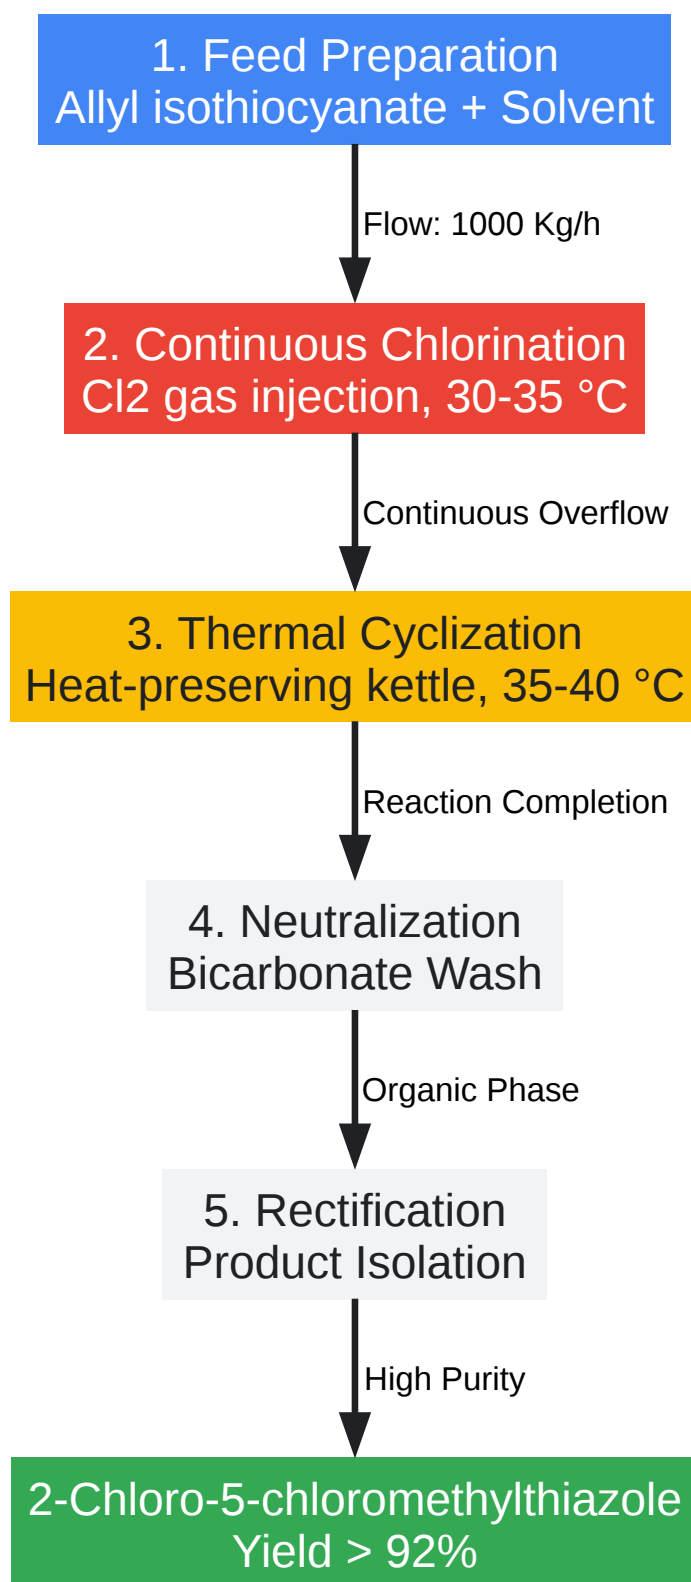 1. Feed Preparation
Allyl isothiocyanate + Solvent
Flow: 1000 Kg/h
2. Continuous Chlorination
Cl2 gas injection, 30-35 °C
Continuous Overflow
3. Thermal Cyclization
Heat-preserving kettle, 35-40 °C
Reaction Completion
4. Neutralization
Bicarbonate Wash
Organic Phase
5. Rectification
Product Isolation
High Purity
2-Chloro-5-chloromethylthiazole
Yield > 92%